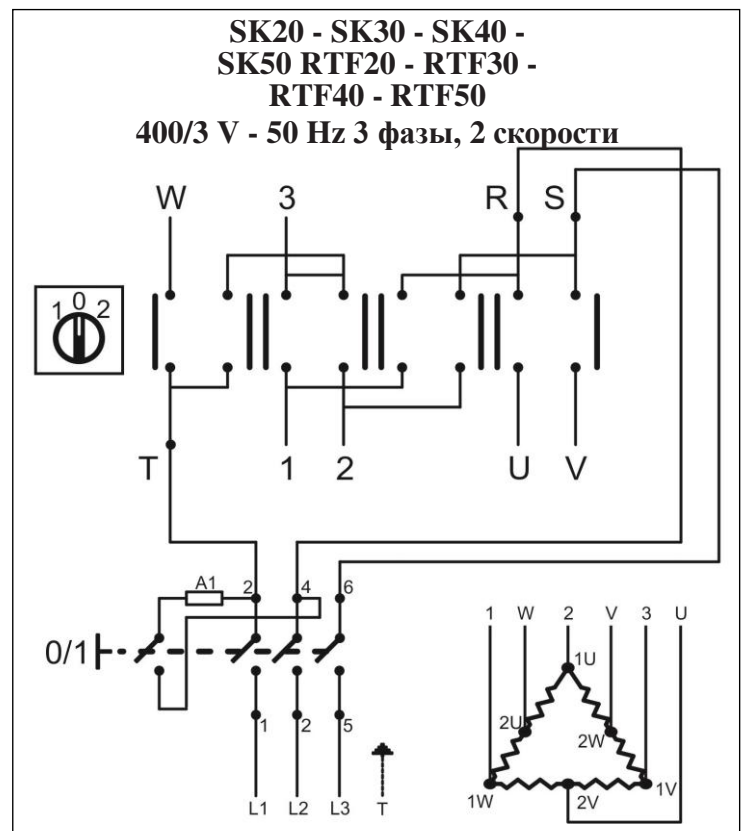 SK20 - SK30 - SK40 -
SK50 RTF20 - RTF30 -
RTF40 - RTF50
400/3 V - 50 Hz 3 фазы, 2 скорости
W 3 R S
1 0 2
T 1 2 U V
A1 2 4 6
0/1
1 2 5
L1 L2 L3 T
1 W 2 V 3 U
1U
2U 2W
1W 2V 1V